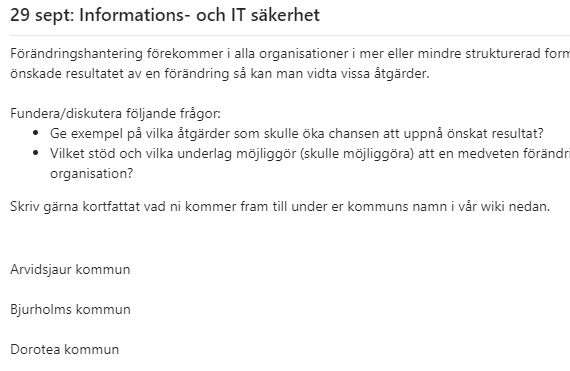 29 sept: Informations- och IT säkerhet
Förändringshantering förekommer i alla organisationer i mer eller mindre strukturerad
önskade resultatet av en förändring så kan man vidta vissa åtgärder.
Fundera/diskutera följande frågor:
• Ge exempel på vilka åtgärder som skulle öka chansen att uppnå önskat resultat?
• Vilket stöd och vilka underlag möjliggör (skulle möjliggöra) att en medveten
organisation?
Skriv gärna kortfattat vad ni kommer fram till under er kommuns namn i vår wiki nedan.
Arvidsjaur kommun
Bjurholms kommun
Dorotea kommun